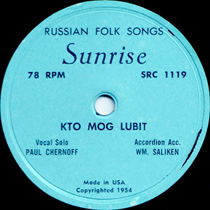 RUSSIAN FOLK SONGS
Sunrise
78 RPM SRC 1119
KTO MOG LUBIT
Vocal Solo Accordion Acc.
PAUL CHERNOFF WM. SALIKEN
Made in USA
Copyrighted 1954